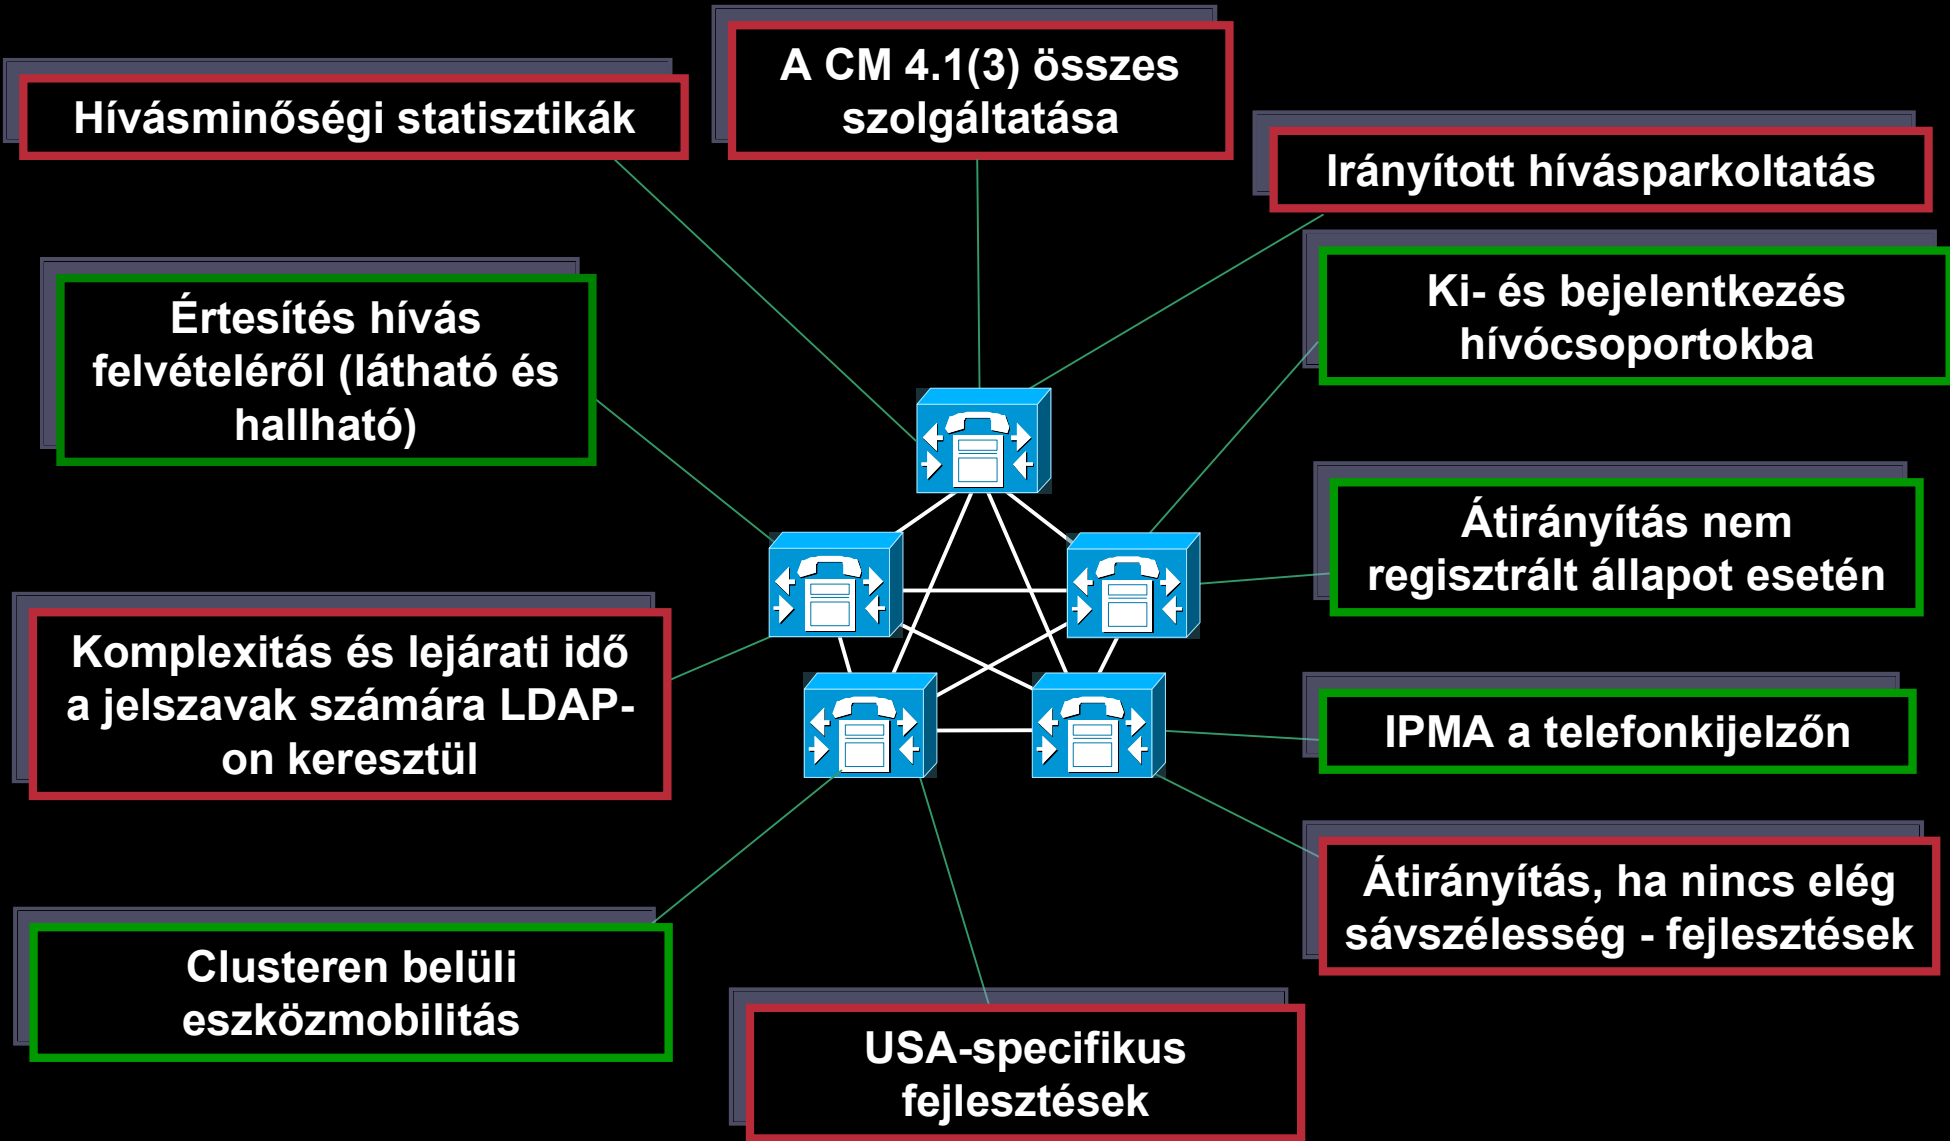 A CM 4.1(3) összes
szolgáltatása
Hívásminőségi statisztikák
Irányított hívásparkoltatás
Értesítés hívás
felvételéről (látható és
hallható)
Ki- és bejelentkezés
hívócsoportokba
Átirányítás nem
regisztrált állapot esetén
Komplexitás és lejárati idő
a jelszavak számára LDAP-
on keresztül
IPMA a telefonkijelzőn
Átirányítás, ha nincs elég
sávszélesség - fejlesztések
Clusteren belüli
eszközmobilitás
USA-specifikus
fejlesztések